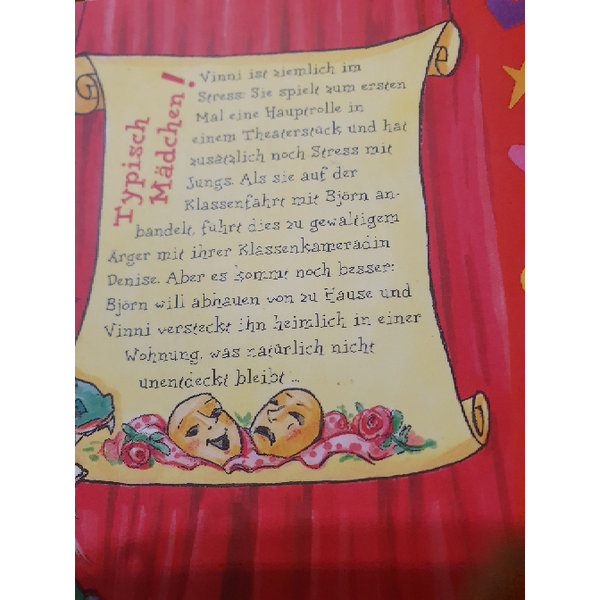 Typisch
Mädchen!
Vinni ist ziemlich im
Stress: Sie spielt zum ersten
Mal eine Hauptrolle in
einem Theaterstück und hat
zusätzlich noch Stress mit
Jungs. Als sie auf der
Klassenfahrt mit Björn an-
bandelt, führt dies zu gewaltigem
Ärger mit ihrer Klassenkameradin
Denise. Aber es kommt noch besser:
Björn will abhauen von zu Hause und
Vinni versteckt ihn heimlich in einer
Wohnung, was natürlich nicht
unentdeckt bleibt ...